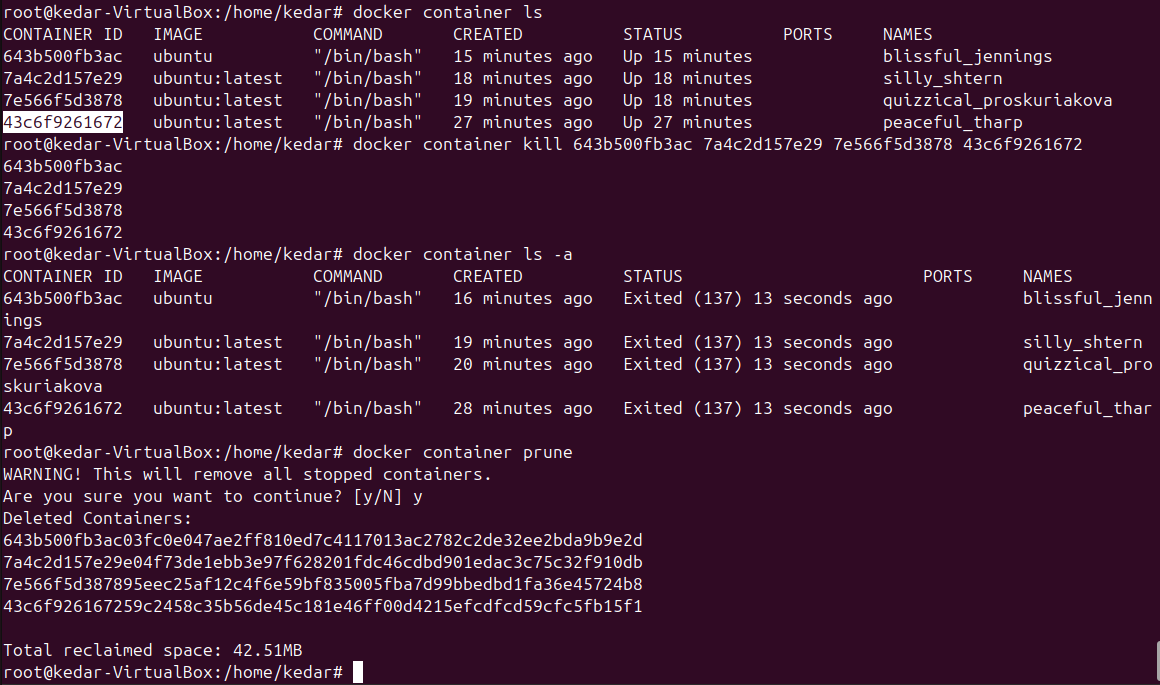 root@kedar-VirtualBox:/home/kedar# docker container ls
CONTAINER ID   IMAGE           COMMAND       CREATED          STATUS          PORTS     NAMES
643b500fb3ac   ubuntu          "/bin/bash"   15 minutes ago   Up 15 minutes             blissful_jennings
7a4c2d157e29   ubuntu:latest   "/bin/bash"   18 minutes ago   Up 18 minutes             silly_shtern
7e566f5d3878   ubuntu:latest   "/bin/bash"   19 minutes ago   Up 18 minutes             quizzical_proskuriakova
43c6f9261672   ubuntu:latest   "/bin/bash"   27 minutes ago   Up 27 minutes             peaceful_tharp
root@kedar-VirtualBox:/home/kedar# docker container kill 643b500fb3ac 7a4c2d157e29 7e566f5d3878 43c6f9261672
643b500fb3ac
7a4c2d157e29
7e566f5d3878
43c6f9261672
root@kedar-VirtualBox:/home/kedar# docker container ls -a
CONTAINER ID   IMAGE           COMMAND       CREATED          STATUS                        PORTS     NAMES
643b500fb3ac   ubuntu          "/bin/bash"   16 minutes ago   Exited (137) 13 seconds ago             blissful_jenn
ings
7a4c2d157e29   ubuntu:latest   "/bin/bash"   19 minutes ago   Exited (137) 13 seconds ago             silly_shtern
7e566f5d3878   ubuntu:latest   "/bin/bash"   20 minutes ago   Exited (137) 13 seconds ago             quizzical_pro
skuriakova
43c6f9261672   ubuntu:latest   "/bin/bash"   28 minutes ago   Exited (137) 13 seconds ago             peaceful_thar
p
root@kedar-VirtualBox:/home/kedar# docker container prune
WARNING! This will remove all stopped containers.
Are you sure you want to continue? [y/N] y
Deleted Containers:
643b500fb3ac03fc0e047ae2ff810ed7c4117013ac2782c2de32ee2bda9b9e2d
7a4c2d157e29e04f73de1ebb3e97f628201fdc46cdbd901edac3c75c32f910db
7e566f5d387895eec25af12c4f6e59bf835005fba7d99bbedbd1fa36e45724b8
43c6f926167259c2458c35b56de45c181e46ff00d4215efcdfcd59cfc5fb15f1

Total reclaimed space: 42.51MB
root@kedar-VirtualBox:/home/kedar#